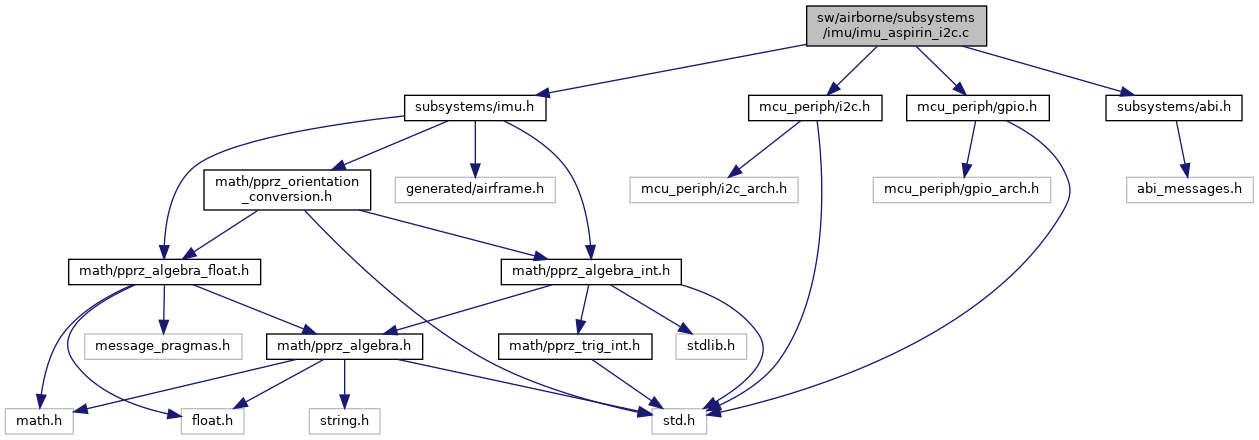 sw/airborne/subsystems
/imu/imu_aspirin_i2c.c
subsystems/imu.h
mcu_periph/i2c.h
mcu_periph/gpio.h
subsystems/abi.h
math/pprz_orientation
_conversion.h
generated/airframe.h
mcu_periph/i2c_arch.h
mcu_periph/gpio_arch.h
abi_messages.h
math/pprz_algebra_float.h
math/pprz_algebra_int.h
message_pragmas.h
math/pprz_algebra.h
math/pprz_trig_int.h
stdlib.h
math.h
float.h
string.h
std.h